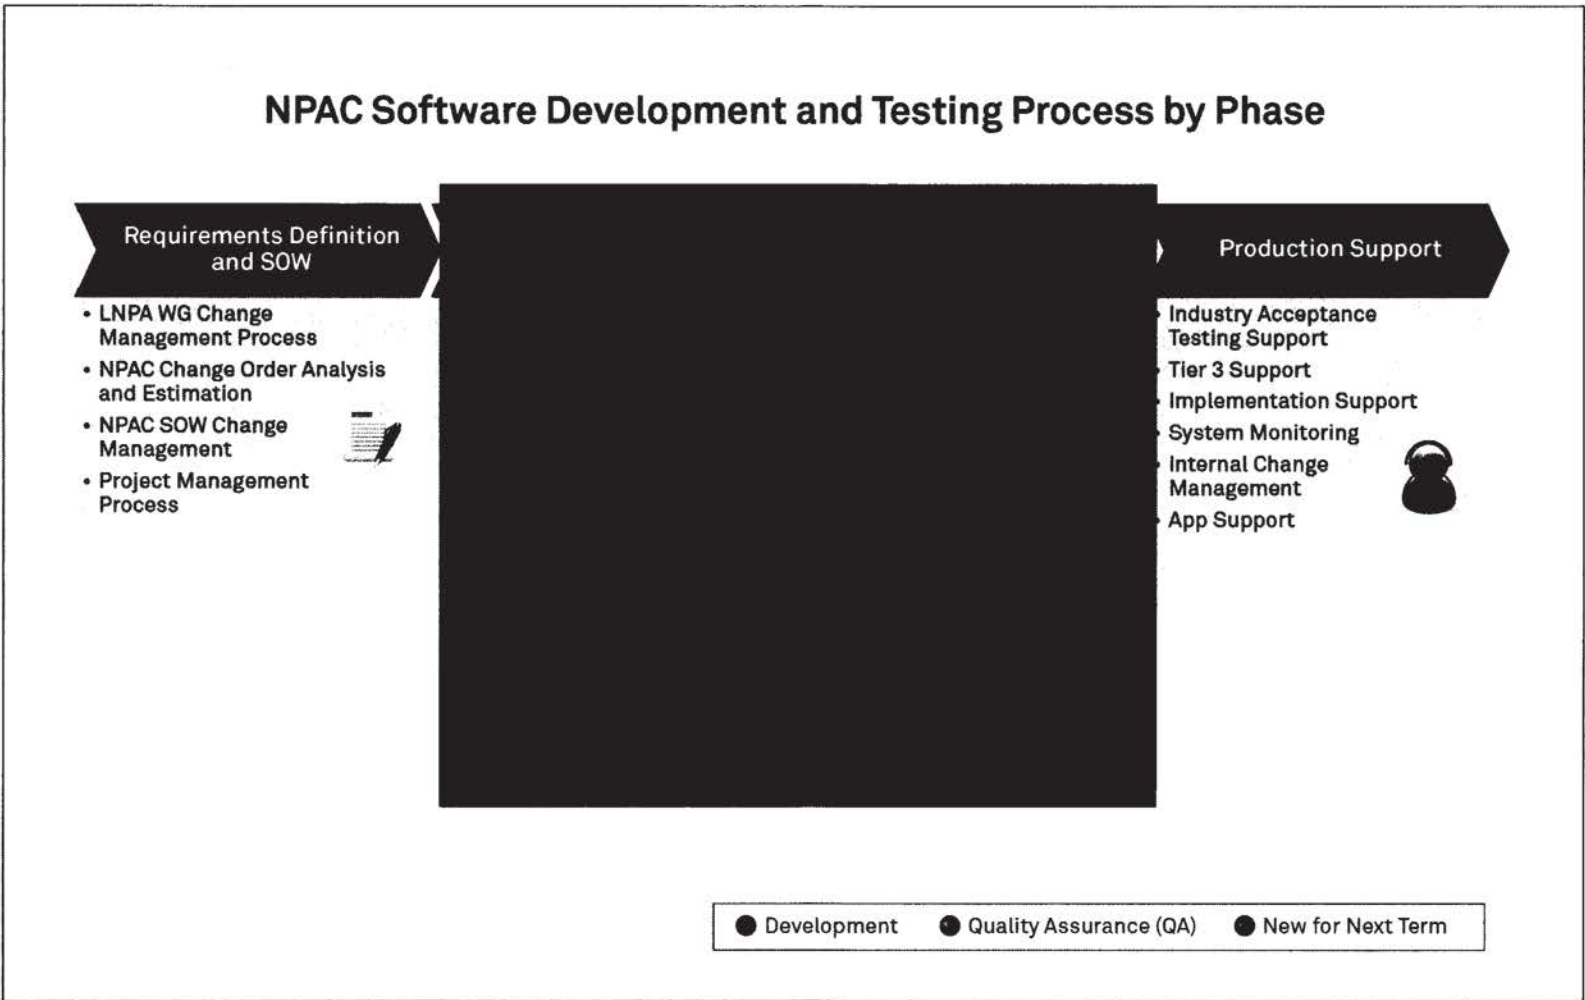 NPAC Software Development and Testing Process by Phase
Requirements Definition
and SOW
• LNPA WG Change
Management Process
• NPAC Change Order Analysis
and Estimation
• NPAC SOW Change
Management
• Project Management
Process
Production Support
• Industry Acceptance
Testing Support
• Tier 3 Support
• Implementation Support
• System Monitoring
• Internal Change
Management
• App Support
Development
Quality Assurance (QA)
New for Next Term